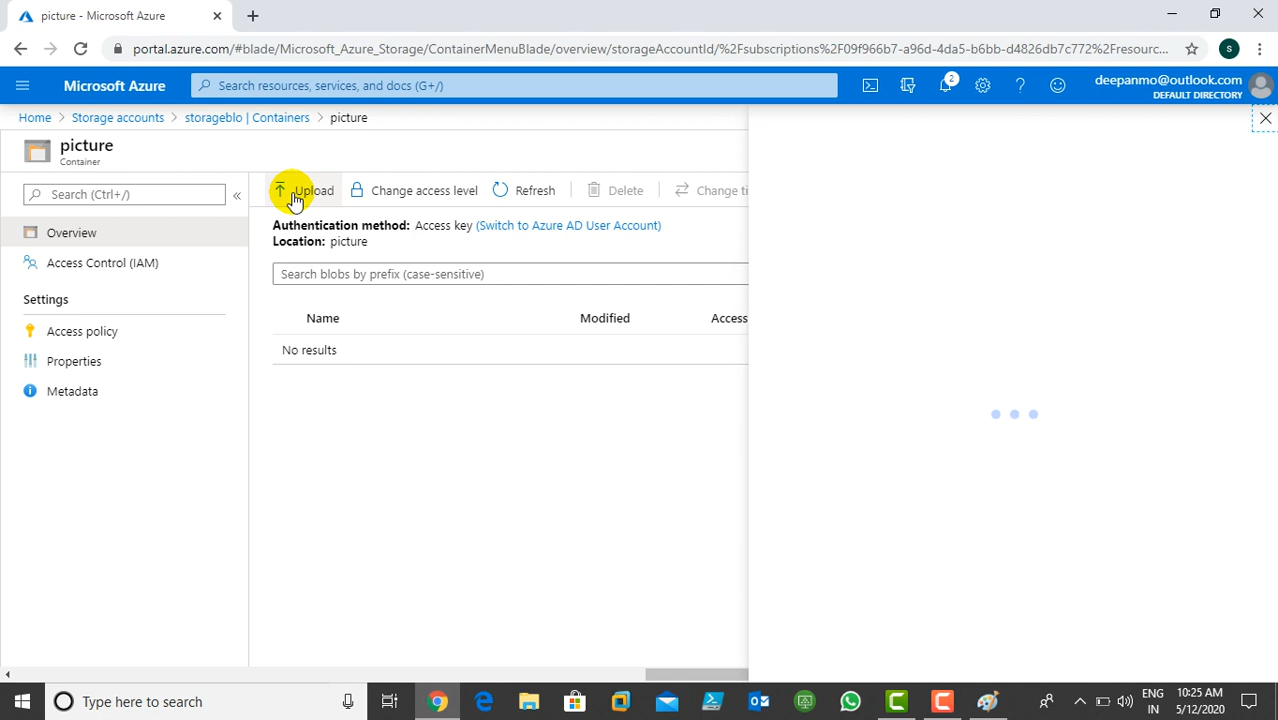 picture - Microsoft Azure
portal.azure.com/#blade/Microsoft_Azure_Storage/ContainerMenuBlade/overview/storageAccountId/%2Fsubscriptions%2F09f966b7-a96d-4da5-b6bb-d4826db7c772%2Fresourc...
S
Microsoft Azure
Search resources, services, and docs (G+/)
2
deepanmo@outlook.com
DEFAULT DIRECTORY
Home > Storage accounts > storageblo | Containers > picture
picture
Container
Search (Ctrl+/)
Upload
Change access level
Refresh
Delete
Change ti
Overview
Access Control (IAM)
Settings
Access policy
Properties
Metadata
Authentication method: Access key (Switch to Azure AD User Account)
Location: picture
Search blobs by prefix (case-sensitive)
Name Modified Access
No results
Type here to search
ENG
IN
10:25 AM
5/12/2020